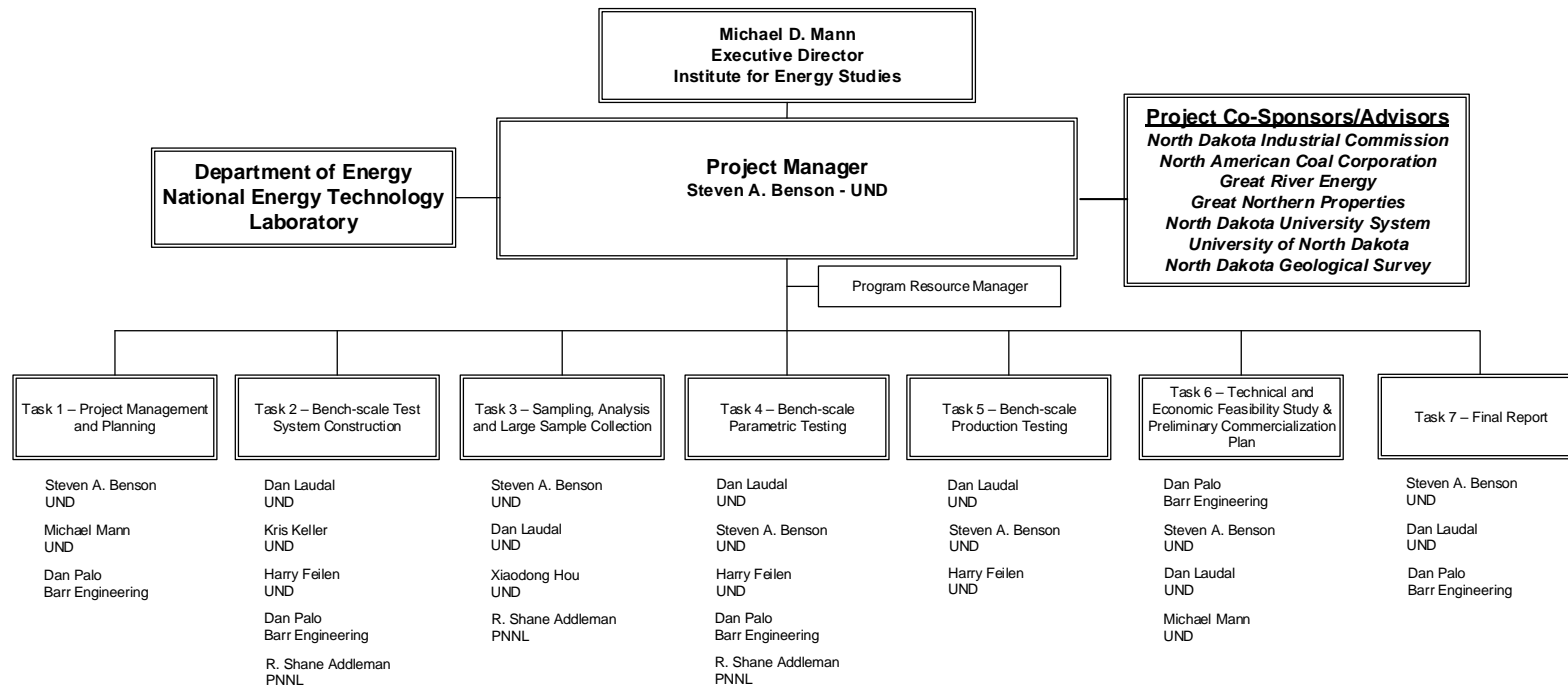 Michael D. Mann
Executive Director
Institute for Energy Studies
Department of Energy
National Energy Technology
Laboratory
Project Manager
Steven A. Benson - UND
Project Co-Sponsors/Advisors
North Dakota Industrial Commission
North American Coal Corporation
Great River Energy
Great Northern Properties
North Dakota University System
University of North Dakota
North Dakota Geological Survey
Program Resource Manager
Task 1 – Project Management
and Planning
Steven A. Benson
UND
Michael Mann
UND
Dan Palo
Barr Engineering
Task 2 – Bench-scale Test
System Construction
Dan Laudal
UND
Kris Keller
UND
Harry Feilen
UND
Dan Palo
Barr Engineering
R. Shane Addleman
PNNL
Task 3 – Sampling, Analysis
and Large Sample Collection
Steven A. Benson
UND
Dan Laudal
UND
Xiaodong Hou
UND
R. Shane Addleman
PNNL
Task 4 – Bench-scale
Parametric Testing
Dan Laudal
UND
Steven A. Benson
UND
Harry Feilen
UND
Dan Palo
Barr Engineering
R. Shane Addleman
PNNL
Task 5 – Bench-scale
Production Testing
Dan Laudal
UND
Steven A. Benson
UND
Harry Feilen
UND
Task 6 – Technical and
Economic Feasibility Study &
Preliminary Commercialization
Plan
Dan Palo
Barr Engineering
Steven A. Benson
UND
Dan Laudal
UND
Michael Mann
UND
Task 7 – Final Report
Steven A. Benson
UND
Dan Laudal
UND
Dan Palo
Barr Engineering